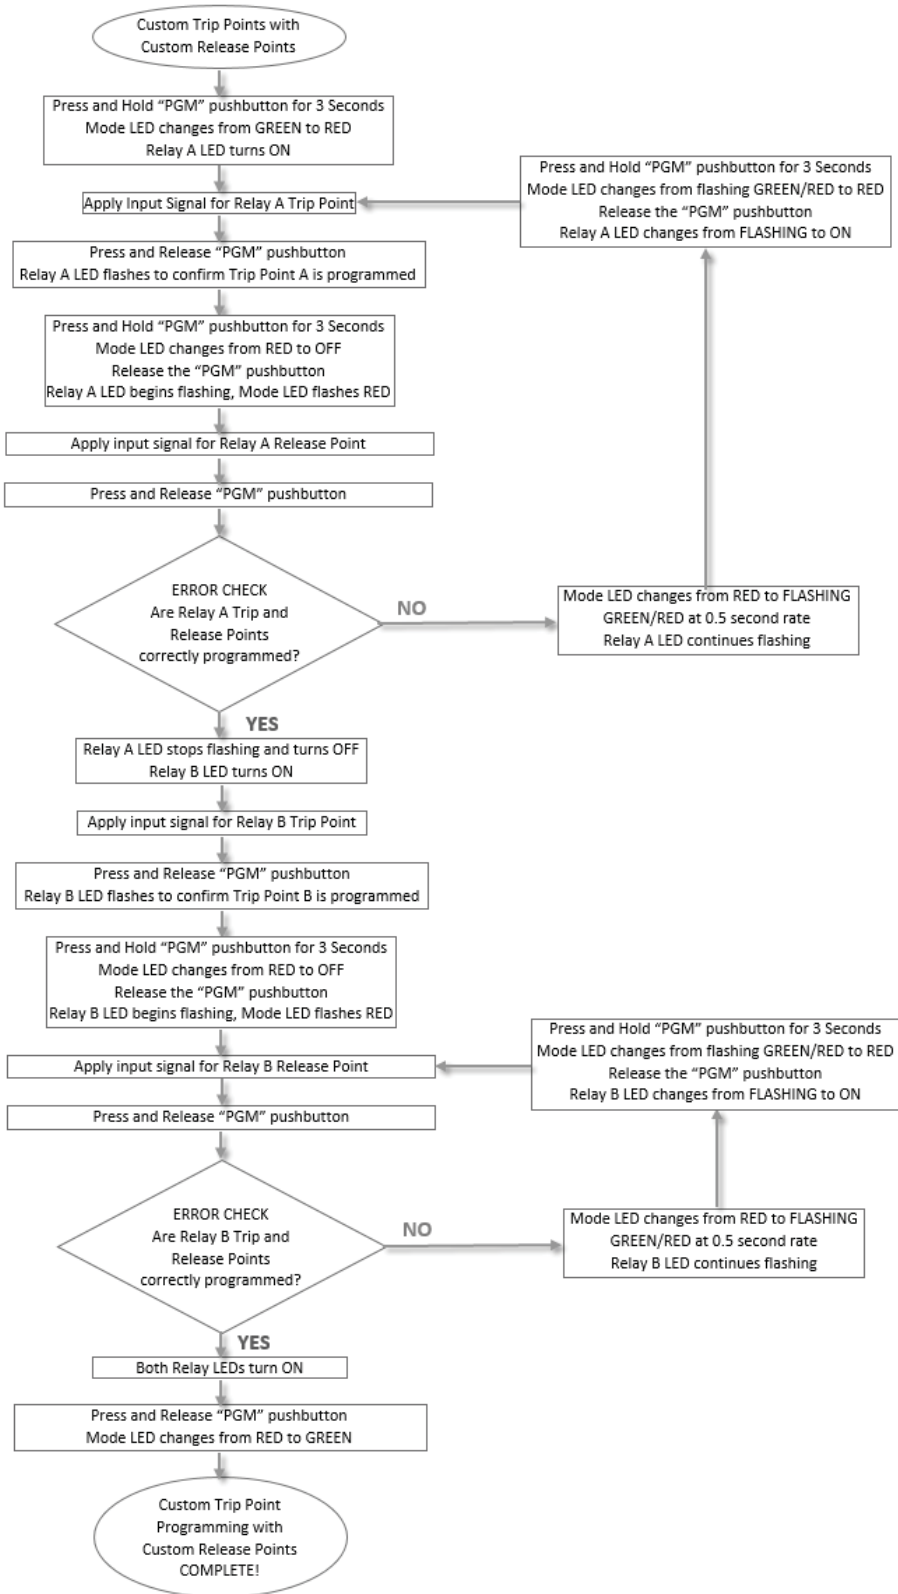 Custom Trip Points with
Custom Release Points
Press and Hold “PGM” pushbutton for 3 Seconds
Mode LED changes from GREEN to RED
Relay A LED turns ON
Press and Hold “PGM” pushbutton for 3 Seconds
Mode LED changes from flashing GREEN/RED to RED
Release the “PGM” pushbutton
Relay A LED changes from FLASHING to ON
Apply Input Signal for Relay A Trip Point
Press and Release “PGM” pushbutton
Relay A LED flashes to confirm Trip Point A is programmed
Press and Hold “PGM” pushbutton for 3 Seconds
Mode LED changes from RED to OFF
Release the “PGM” pushbutton
Relay A LED begins flashing, Mode LED flashes RED
Apply input signal for Relay A Release Point
Press and Release “PGM” pushbutton
ERROR CHECK
Are Relay A Trip and
Release Points
correctly programmed?
NO
Mode LED changes from RED to FLASHING
GREEN/RED at 0.5 second rate
Relay A LED continues flashing
YES
Relay A LED stops flashing and turns OFF
Relay B LED turns ON
Apply input signal for Relay B Trip Point
Press and Release “PGM” pushbutton
Relay B LED flashes to confirm Trip Point B is programmed
Press and Hold “PGM” pushbutton for 3 Seconds
Mode LED changes from RED to OFF
Release the “PGM” pushbutton
Relay B LED begins flashing, Mode LED flashes RED
Press and Hold “PGM” pushbutton for 3 Seconds
Mode LED changes from flashing GREEN/RED to RED
Release the “PGM” pushbutton
Relay B LED changes from FLASHING to ON
Apply input signal for Relay B Release Point
Press and Release “PGM” pushbutton
ERROR CHECK
Are Relay B Trip and
Release Points
correctly programmed?
NO
Mode LED changes from RED to FLASHING
GREEN/RED at 0.5 second rate
Relay B LED continues flashing
YES
Both Relay LEDs turn ON
Press and Release “PGM” pushbutton
Mode LED changes from RED to GREEN
Custom Trip Point
Programming with
Custom Release Points
COMPLETE!